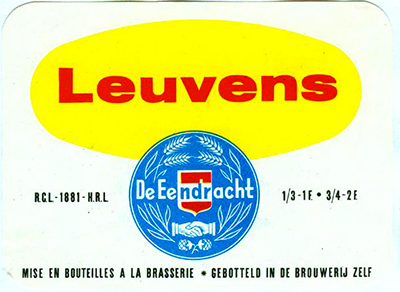 Leuvens
De Eendracht
R.C.L.-1881-H.R.L 1/3-1E • 3/4-2E
MISE EN BOUTEILLES A LA BRASSERIE • GEBOTTELD IN DE BROUWERIJ ZELF